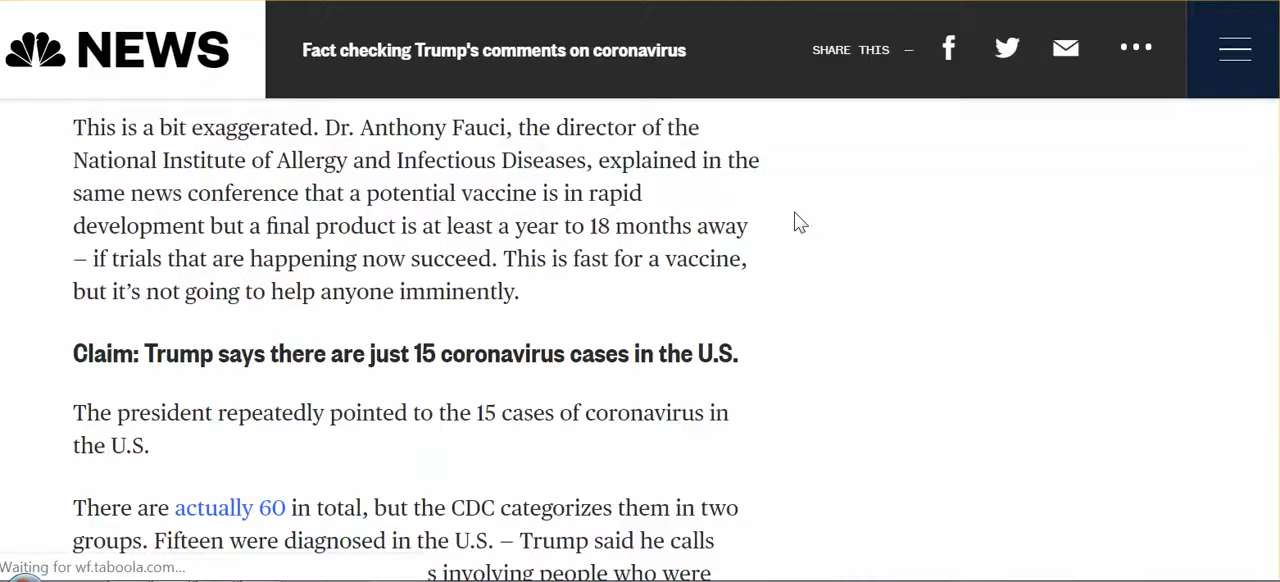 NEWS
Fact checking Trump's comments on coronavirus
SHARE THIS —
This is a bit exaggerated. Dr. Anthony Fauci, the director of the
National Institute of Allergy and Infectious Diseases, explained in the
same news conference that a potential vaccine is in rapid
development but a final product is at least a year to 18 months away
— if trials that are happening now succeed. This is fast for a vaccine,
but it’s not going to help anyone imminently.
Claim: Trump says there are just 15 coronavirus cases in the U.S.
The president repeatedly pointed to the 15 cases of coronavirus in
the U.S.
There are actually 60 in total, but the CDC categorizes them in two
groups. Fifteen were diagnosed in the U.S. — Trump said he calls
Waiting for wf.taboola.com...
s involving people who were